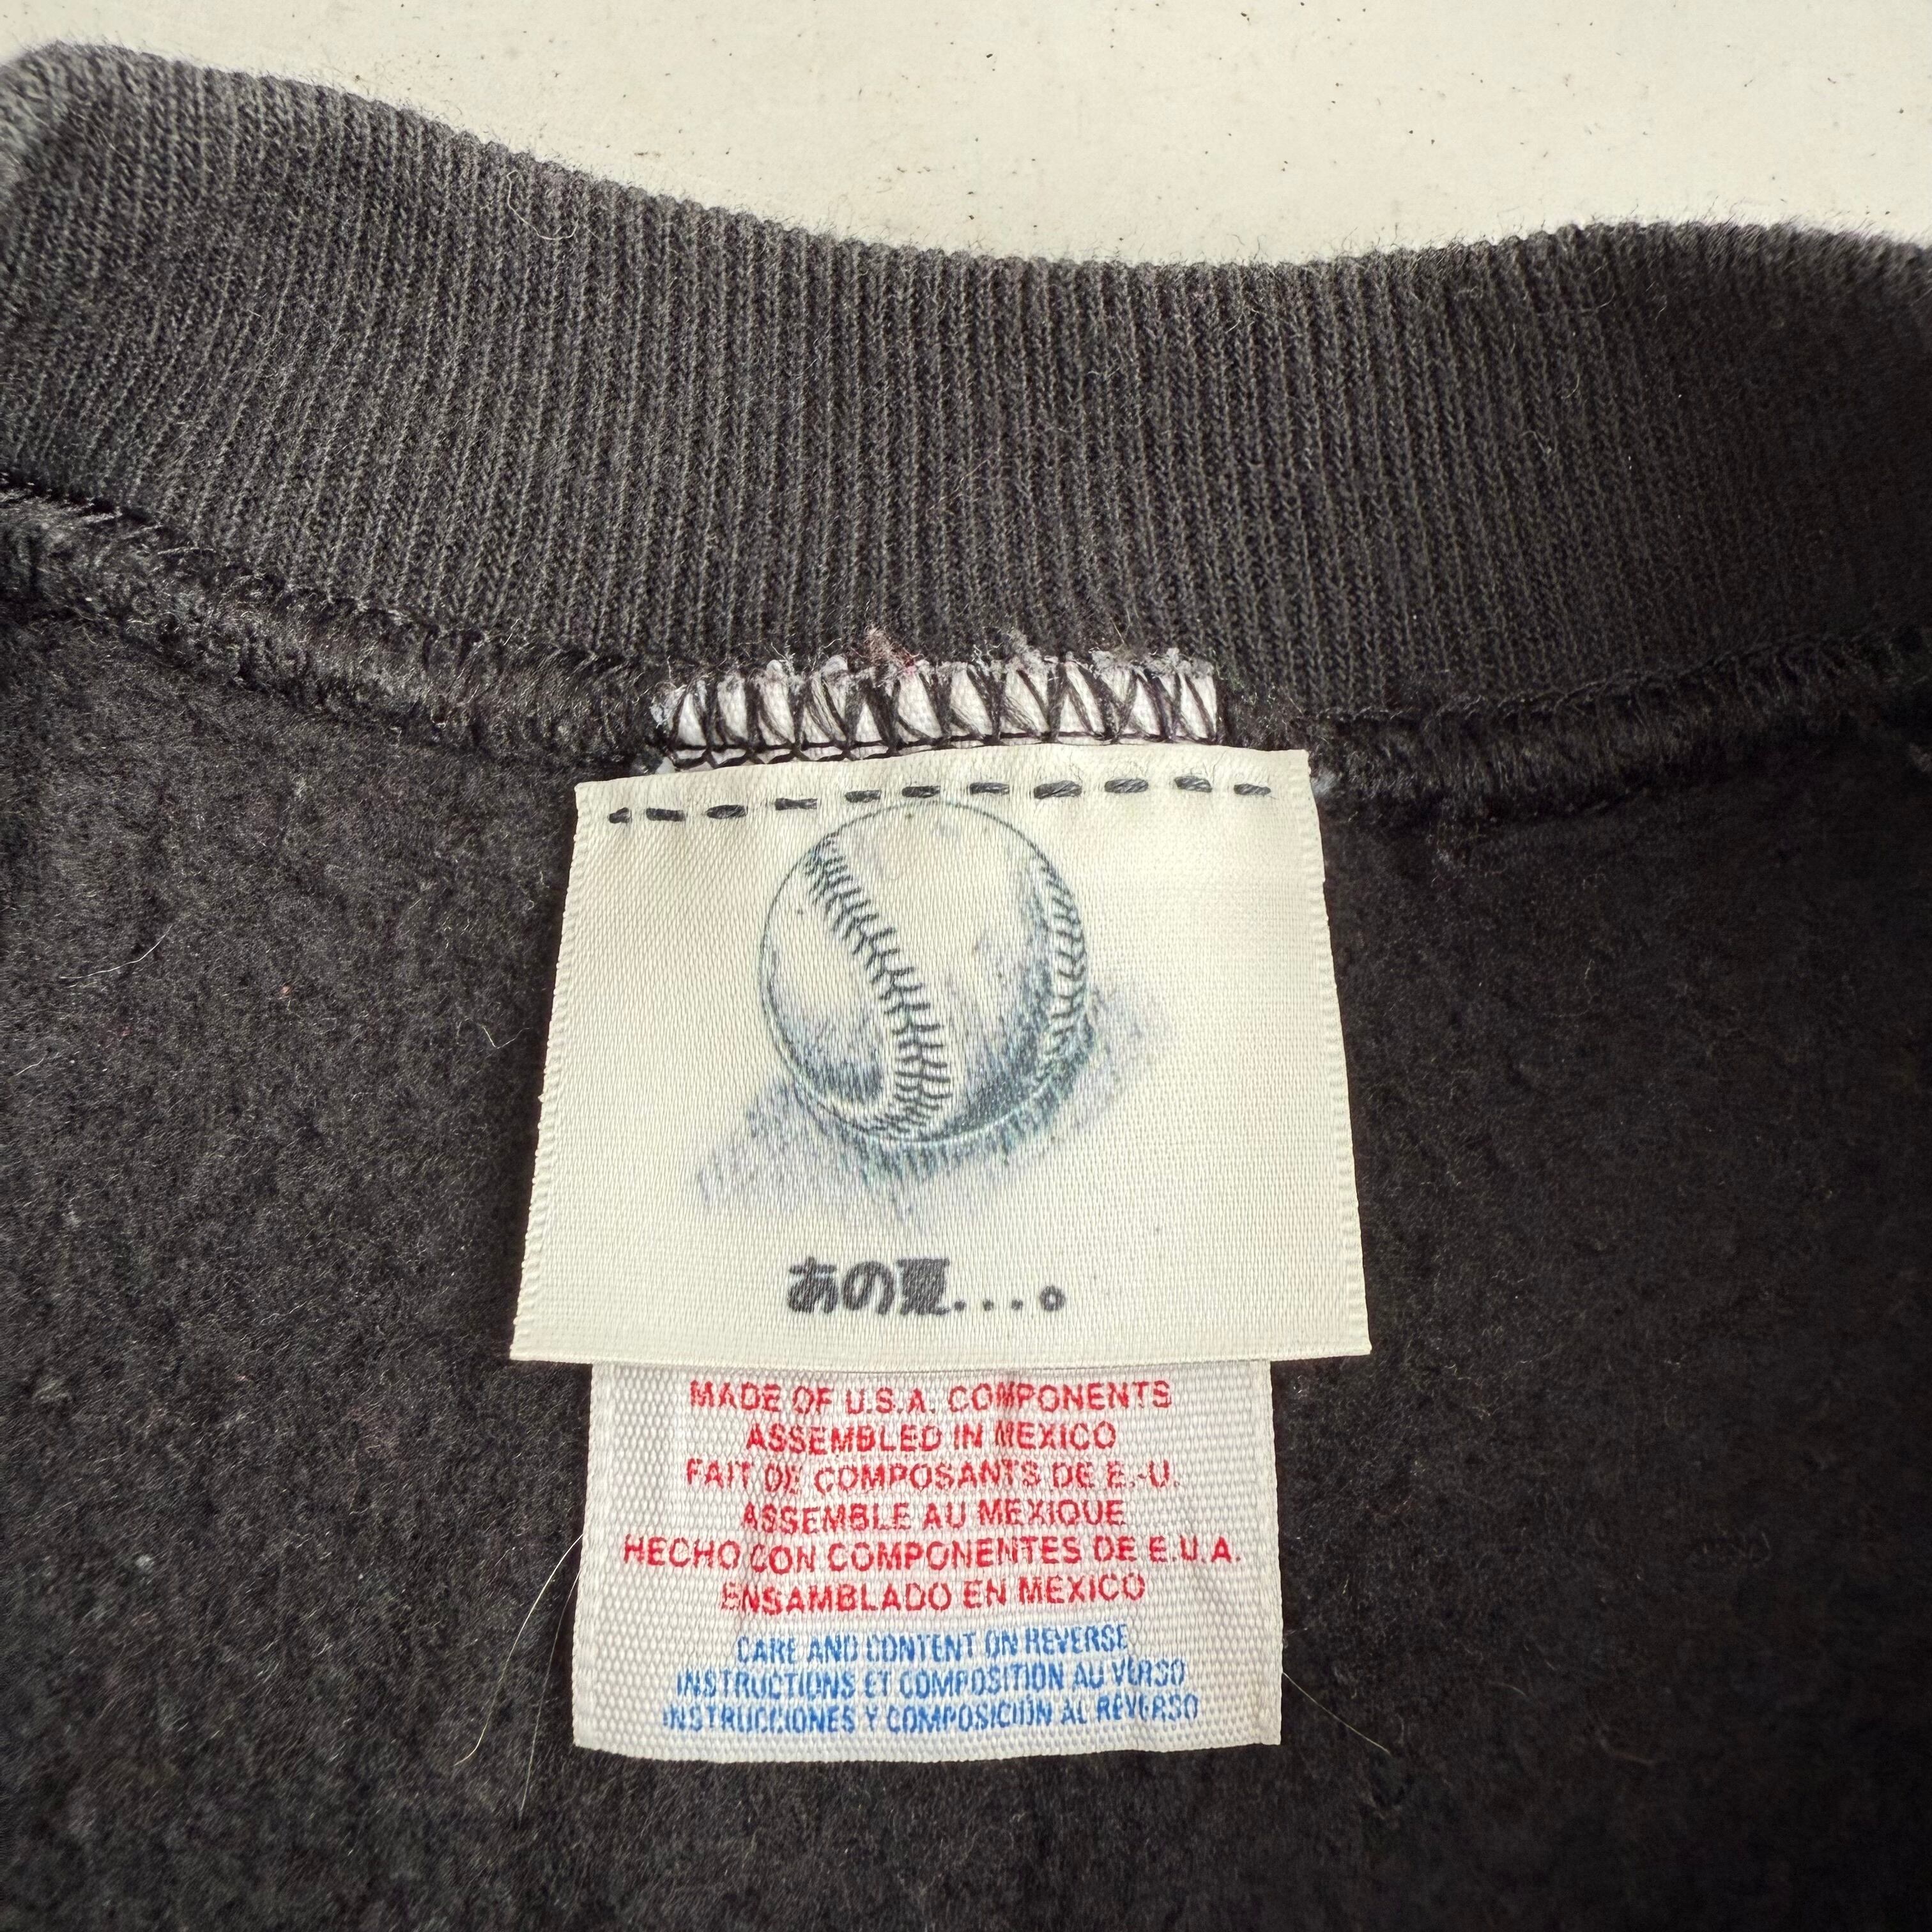 あの夏...。
MADE OF U.S.A. COMPONENTS
ASSEMBLED IN MEXICO
FAIT DE COMPOSANTS DE E.-U.
ASSEMBLE AU MEXIQUE
HECHO CON COMPONENTES DE E.U.A.
ENSAMBLADO EN MEXICO
CARE AND CONTENT ON REVERSE
INSTRUCTIONS ET COMPOSITION AU VERSO
INSTRUCCIONES Y COMPOSICIÓN AL REVERSO